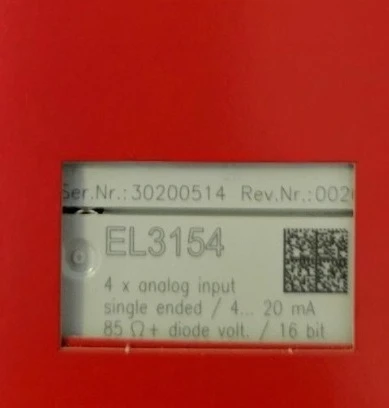 Ser.Nr.: 30200514 Rev.Nr.: 002
EL3154
4 x analog input
single ended / 4... 20 mA
85 Ω + diode volt. / 16 bit